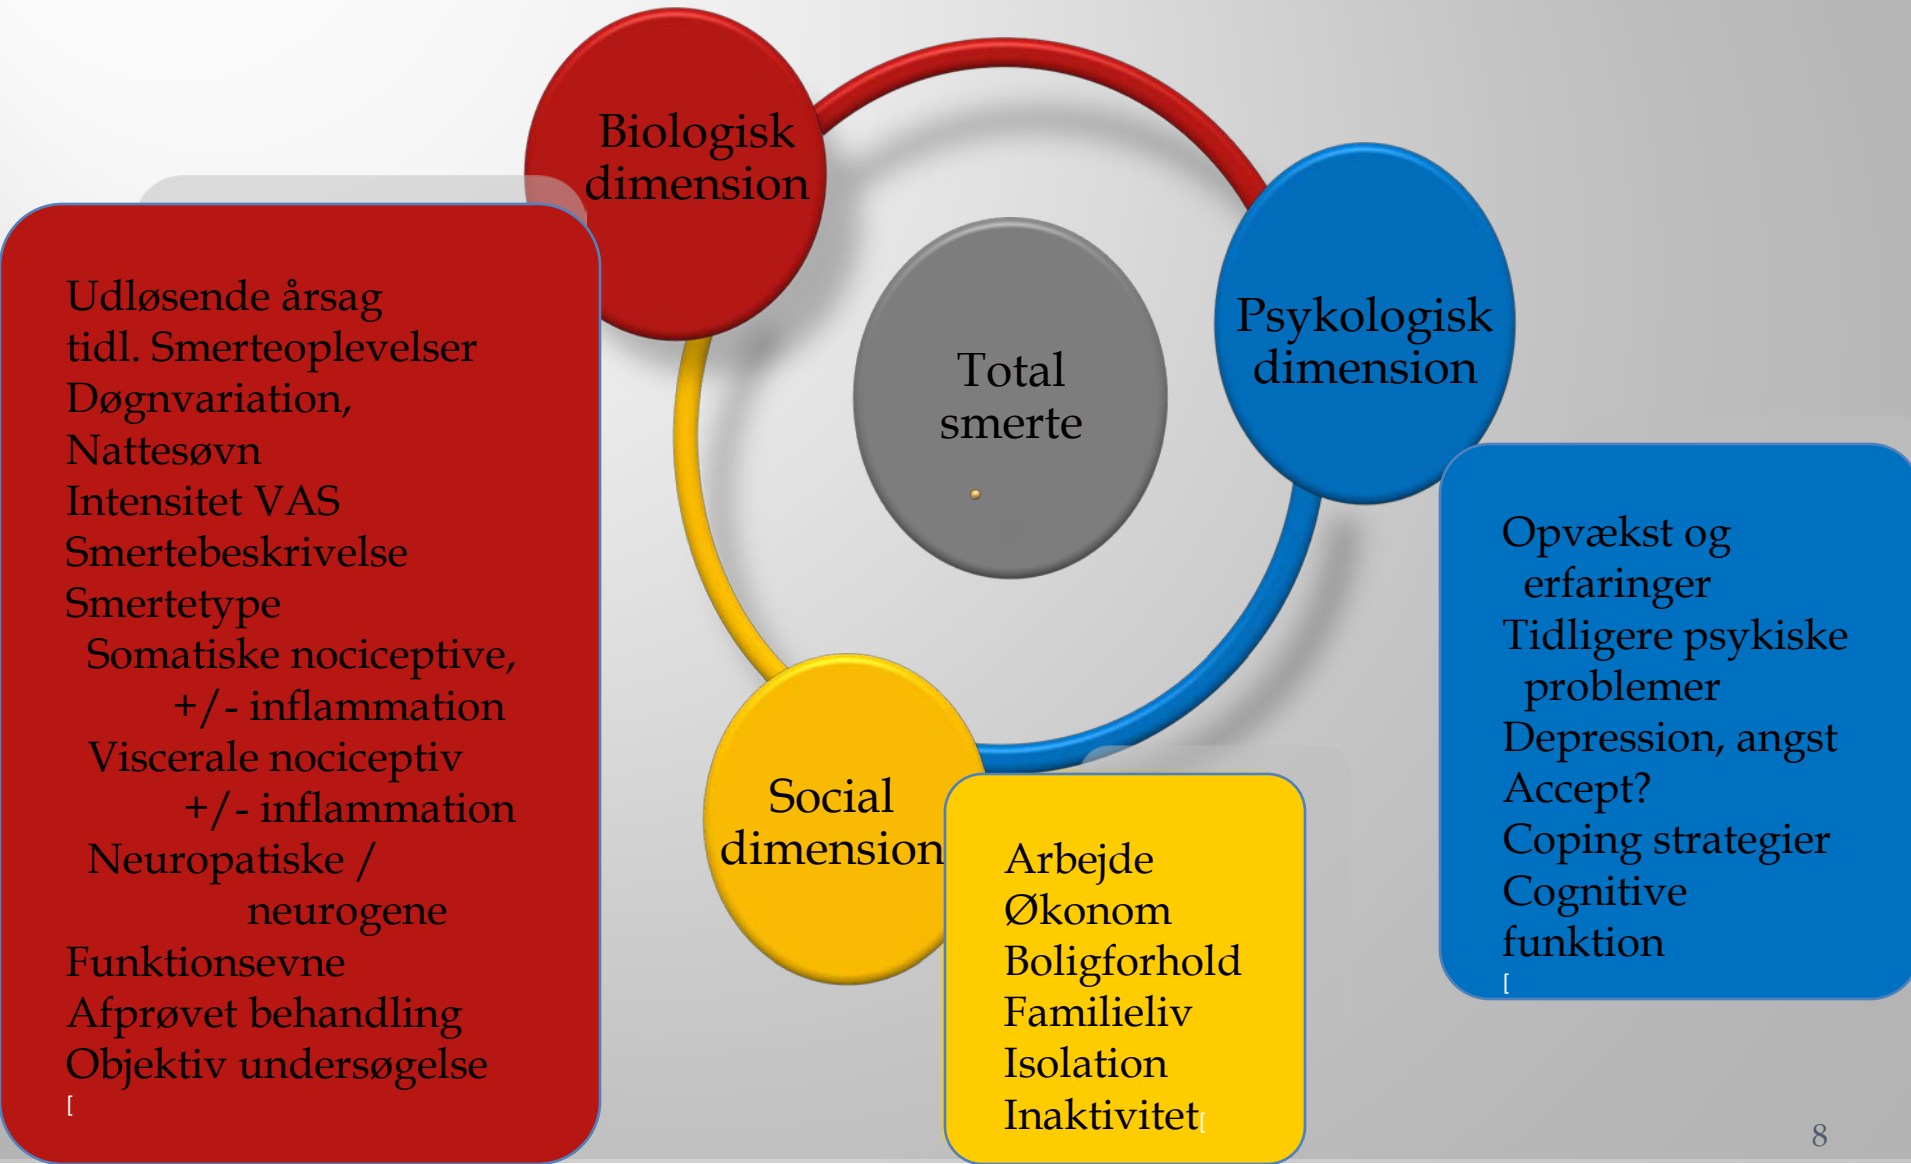 Biologisk
dimension
Udløsende årsag
tidl. Smerteoplevelser
Døgnvariation,
Nattesøvn
Intensitet VAS
Smertebeskrivelse
Smertetype
Somatiske nociceptive,
+/- inflammation
Viscerale nociceptiv
+/- inflammation
Neuropatiske /
neurogene
Funktionsevne
Afprøvet behandling
Objektiv undersøgelse
[
Total
smerte
Psykologisk
dimension
Opvækst og
erfaringer
Tidligere psykiske
problemer
Depression, angst
Accept?
Coping strategier
Cognitive
funktion
[
Social
dimension
Arbejde
Økonom
Boligforhold
Familieliv
Isolation
Inaktivitet[
8